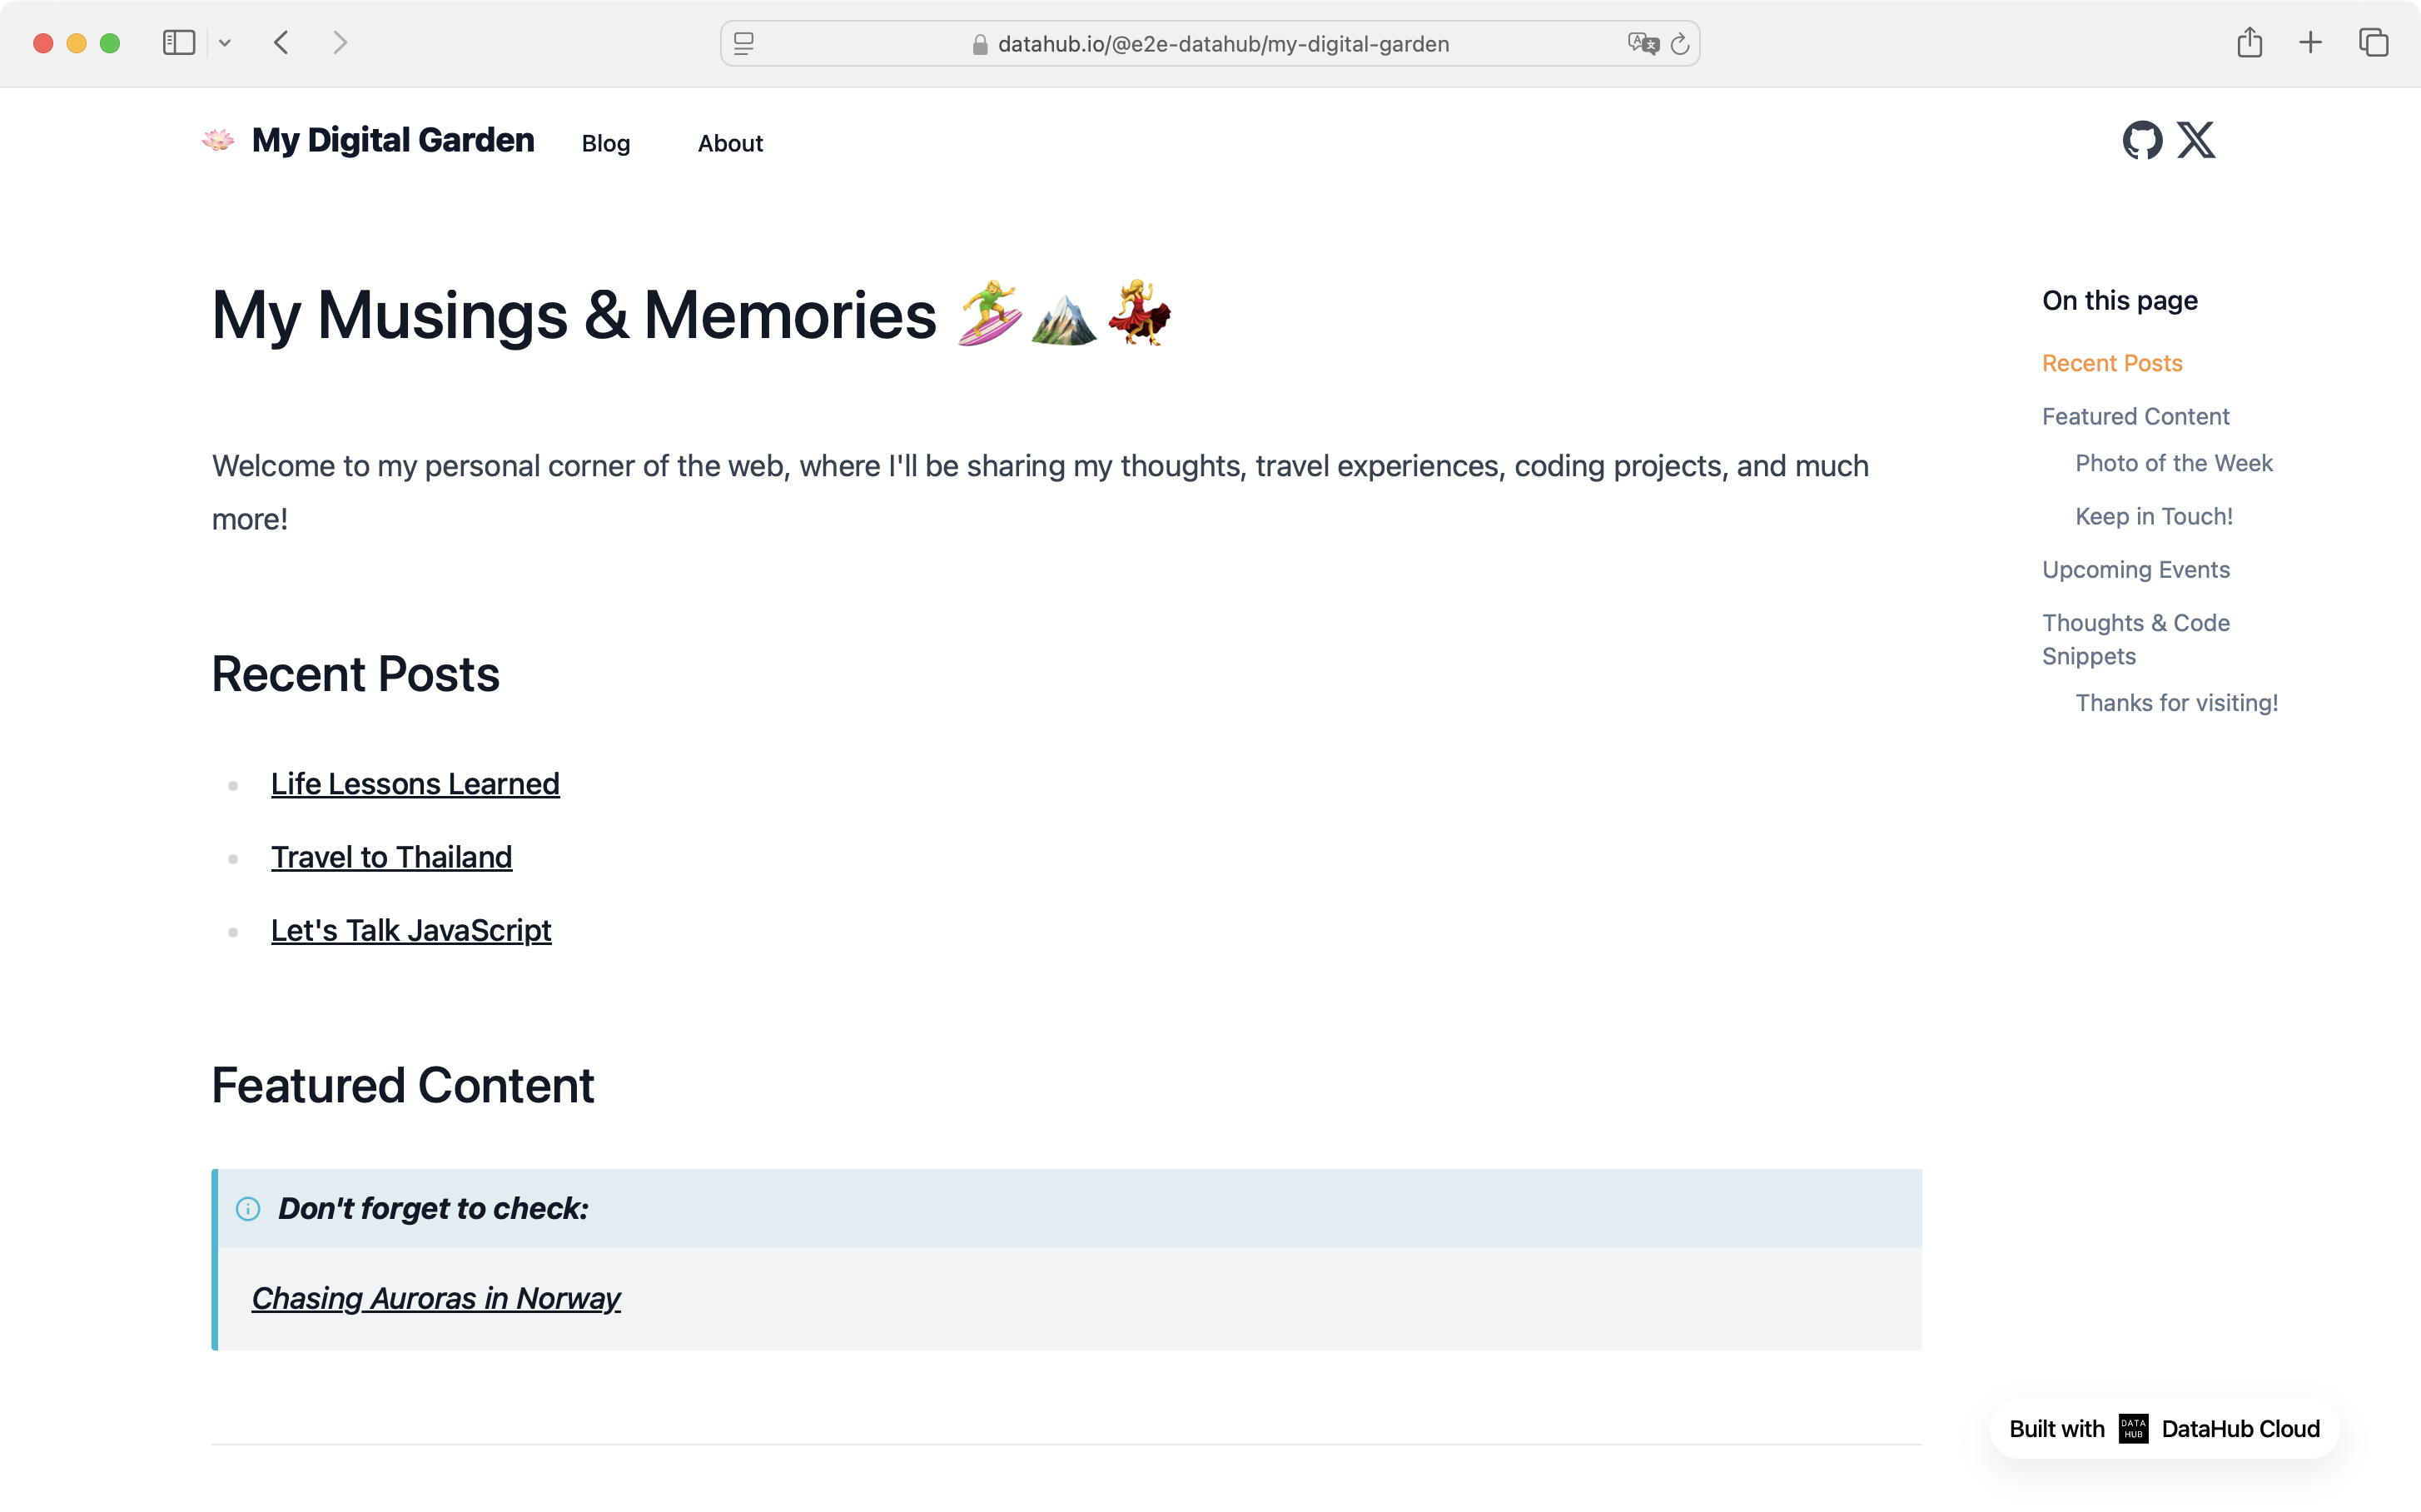 datahub.io/@e2e-datahub/my-digital-garden
My Digital Garden
Blog
About
My Musings & Memories
Welcome to my personal corner of the web, where I'll be sharing my thoughts, travel experiences, coding projects, and much
more!
Recent Posts
Life Lessons Learned
Travel to Thailand
Let's Talk JavaScript
Featured Content
Don't forget to check:
Chasing Auroras in Norway
On this page
Recent Posts
Featured Content
Photo of the Week
Keep in Touch!
Upcoming Events
Thoughts & Code
Snippets
Thanks for visiting!
Built with DATA HUB DataHub Cloud